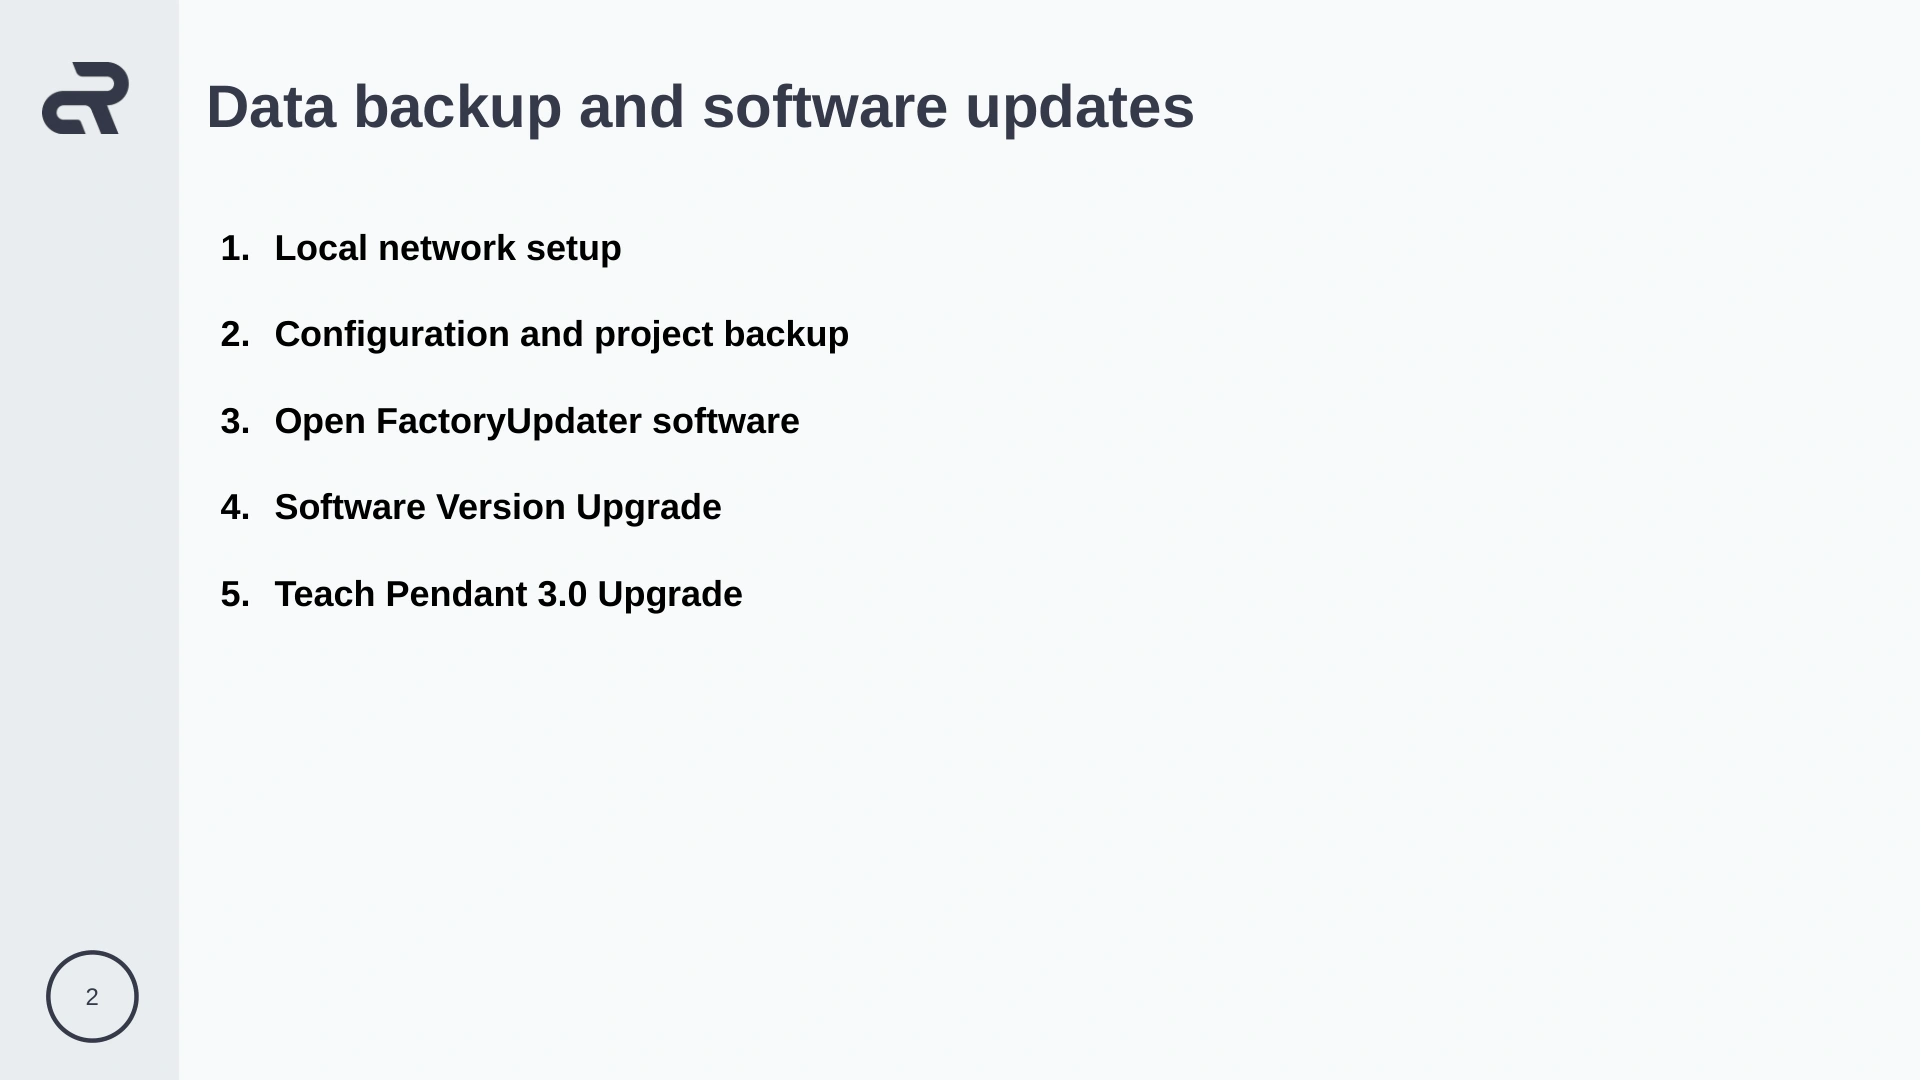 Data backup and software updates
1. Local network setup
2. Configuration and project backup
3. Open FactoryUpdater software
4. Software Version Upgrade
5. Teach Pendant 3.0 Upgrade
2